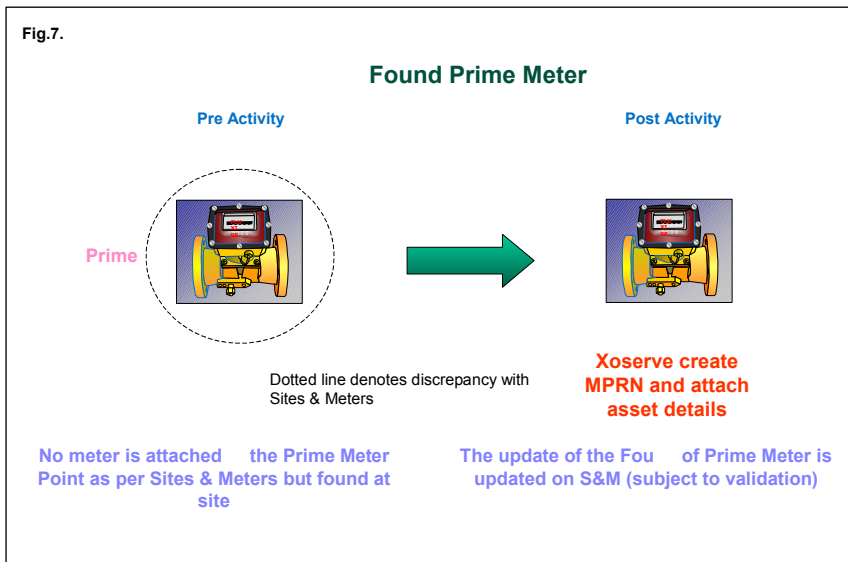 Fig.7.
Found Prime Meter
Pre Activity
Post Activity
Prime
Dotted line denotes discrepancy with
Sites & Meters
Xoserve create
MPRN and attach
asset details
No meter is attached the Prime Meter
Point as per Sites & Meters but found at
site
The update of the Fou of Prime Meter is
updated on S&M (subject to validation)